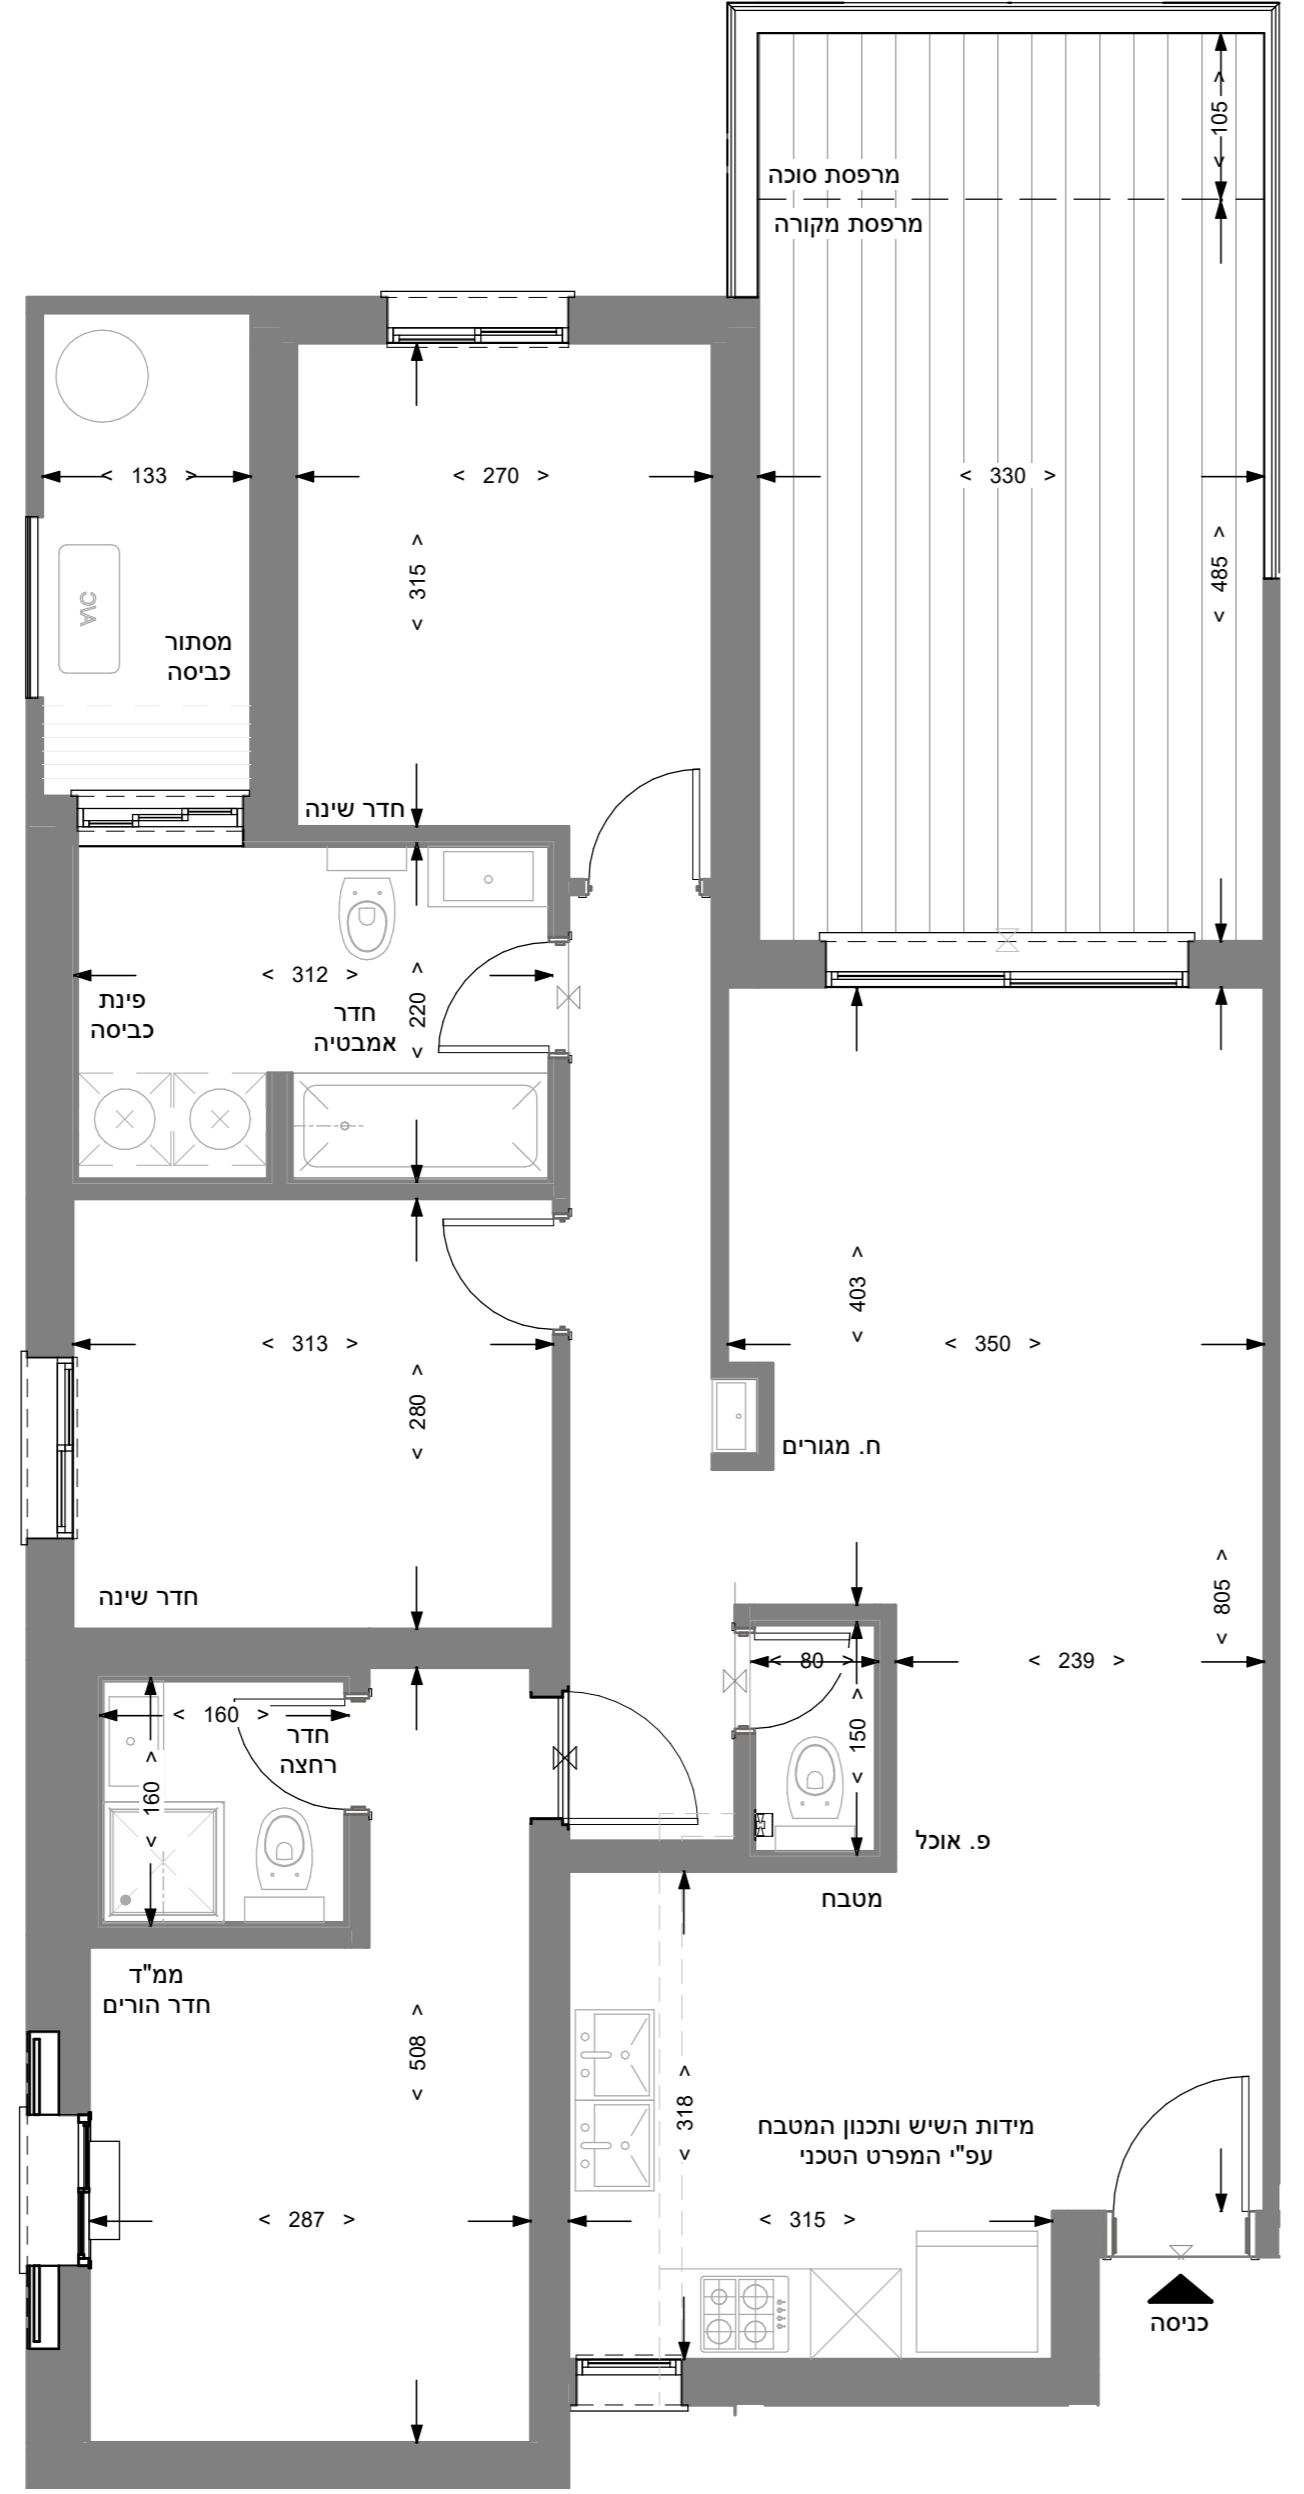 < 105 >
מרפסת סוכה
מרפסת מקורה
< 133 >
< 270 >
< 330 >
< 315 >
< 485 >
A\C
מסתור
כביסה
חדר שינה
< 312 >
< 220 >
פינת
כביסה
חדר
אמבטיה
< 403 >
< 313 >
< 350 >
< 280 >
ח. מגורים
חדר שינה
< 805 >
< 80 >
< 239 >
< 160 >
חדר
רחצה
< 150 >
< 160 >
פ. אוכל
מטבח
ממ"ד
חדר הורים
< 508 >
< 318 >
מידות השיש ותכנון המטבח
עפ"י המפרט הטכני
< 287 >
< 315 >
כניסה